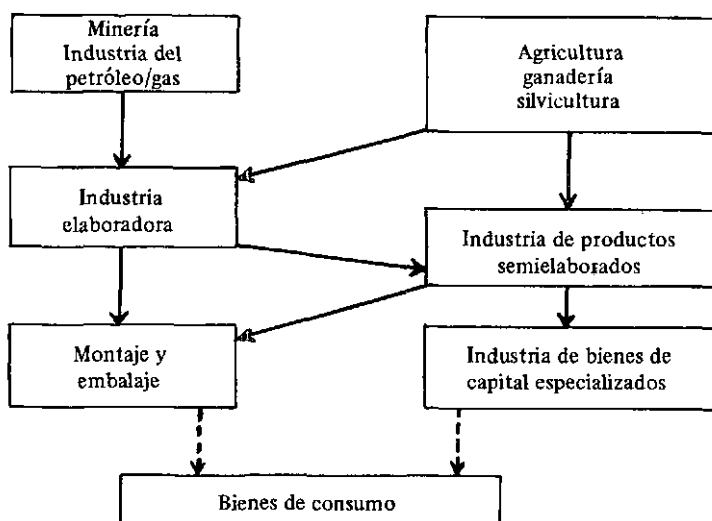 Minería
Industria del
petróleo/gas
Agricultura
ganadería
silvicultura
Industria
elaboradora
Industria de productos
semielaborados
Montaje y
embalaje
Industria de bienes de
capital especializados
Bienes de consumo